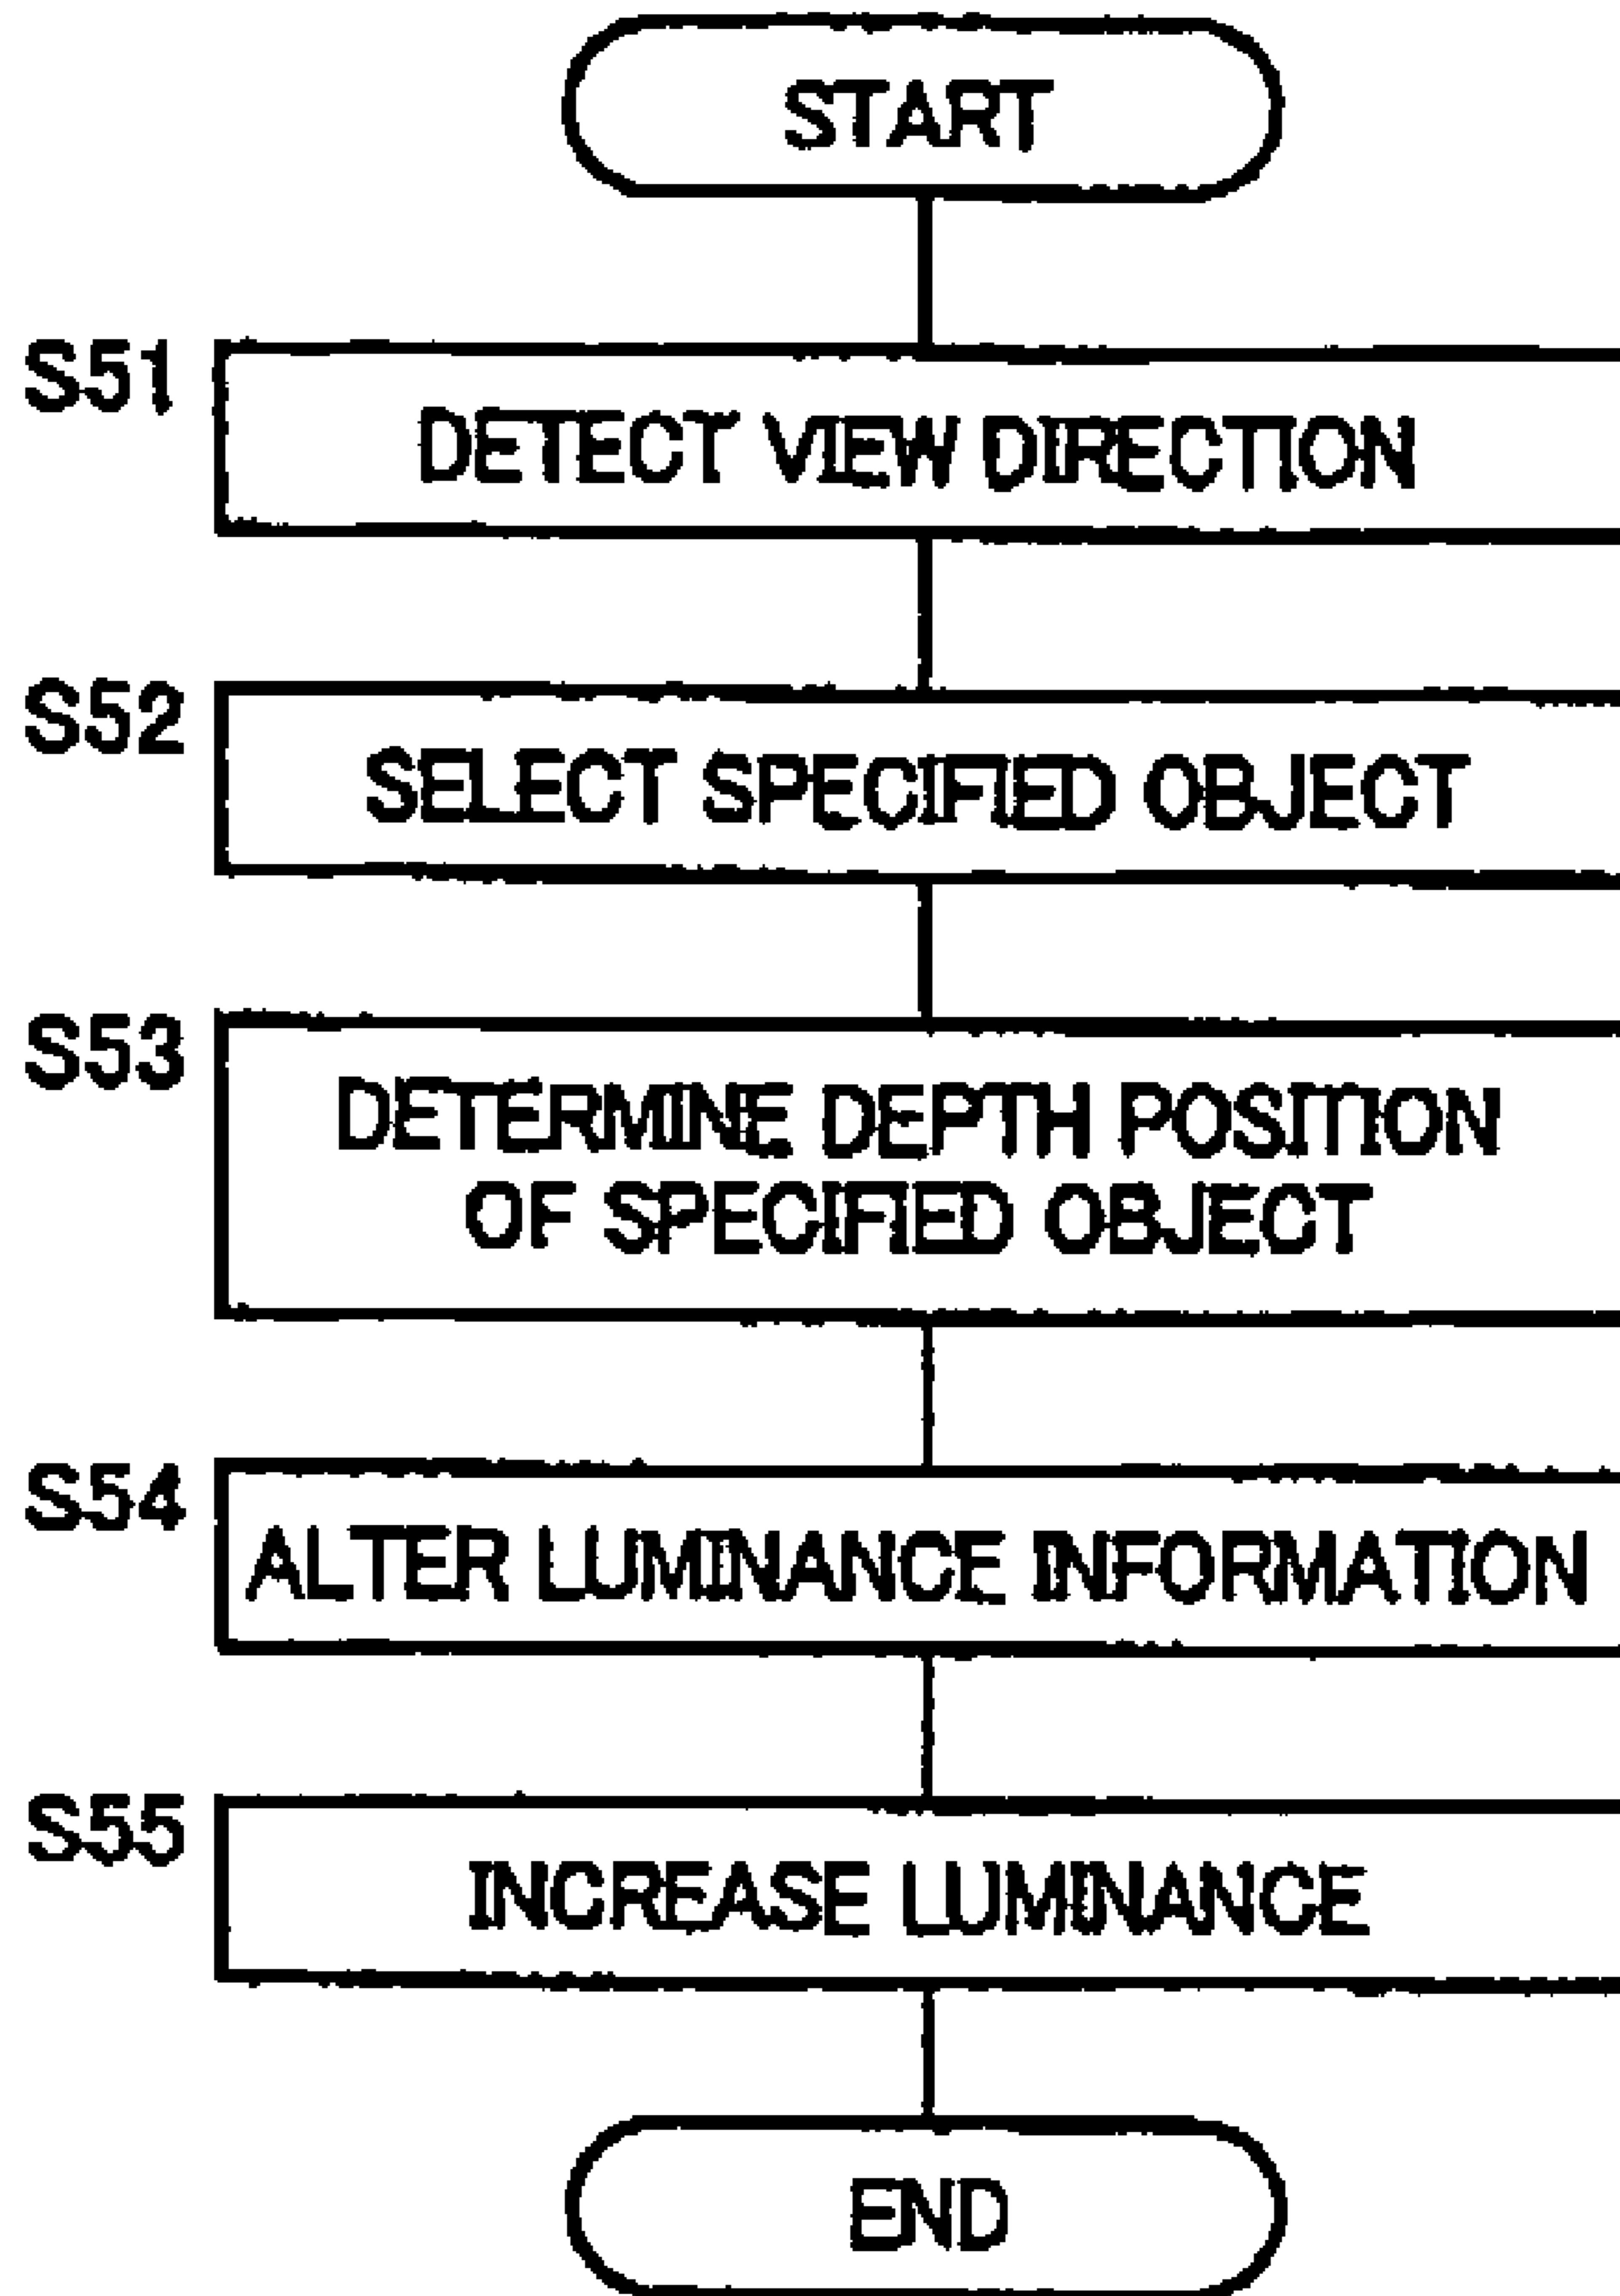 START
S51
DETECT VIEW DIRECTION
S52
SELECT SPECIFIED OBJECT
S53
DETERMINE DEPTH POSITION
OF SPECIFIED OBJECT
S54
ALTER LUMINANCE INFORMATION
S55
INCREASE LUMINANCE
END